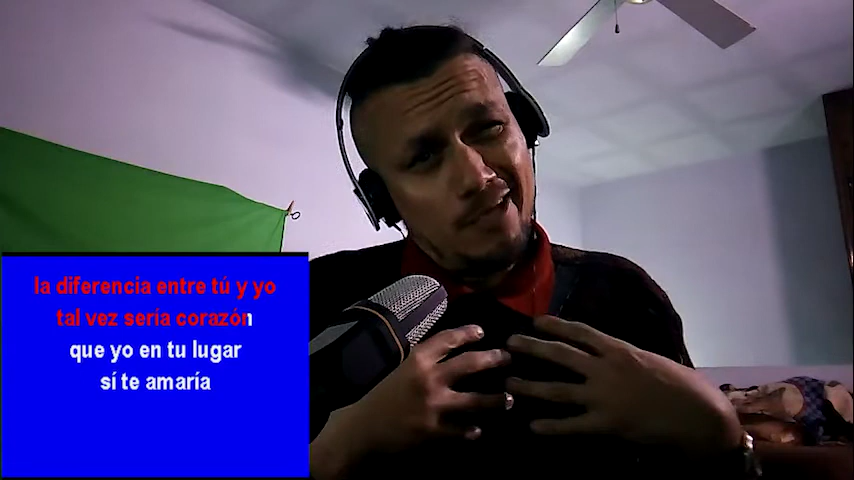 la diferencia entre tú y yo
tal vez sería corazón
que yo en tu lugar
sí te amaría